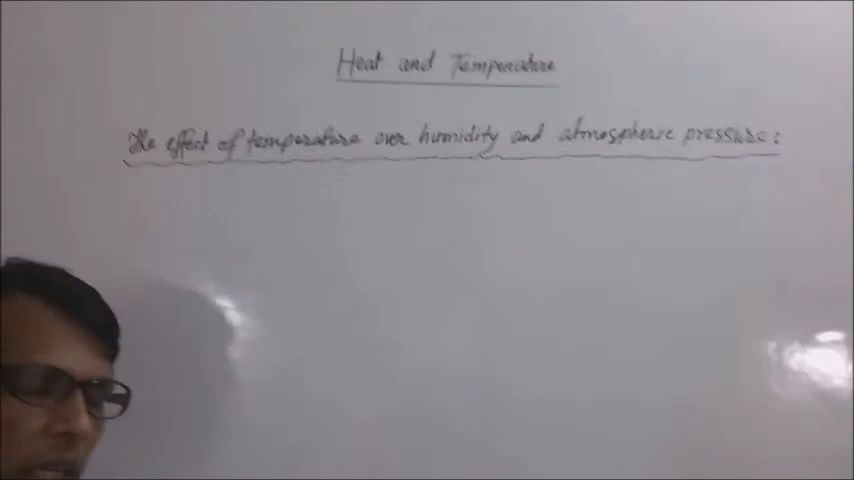 Heat and Temperature
The effect of temperature over humidity and atmospheric pressure: